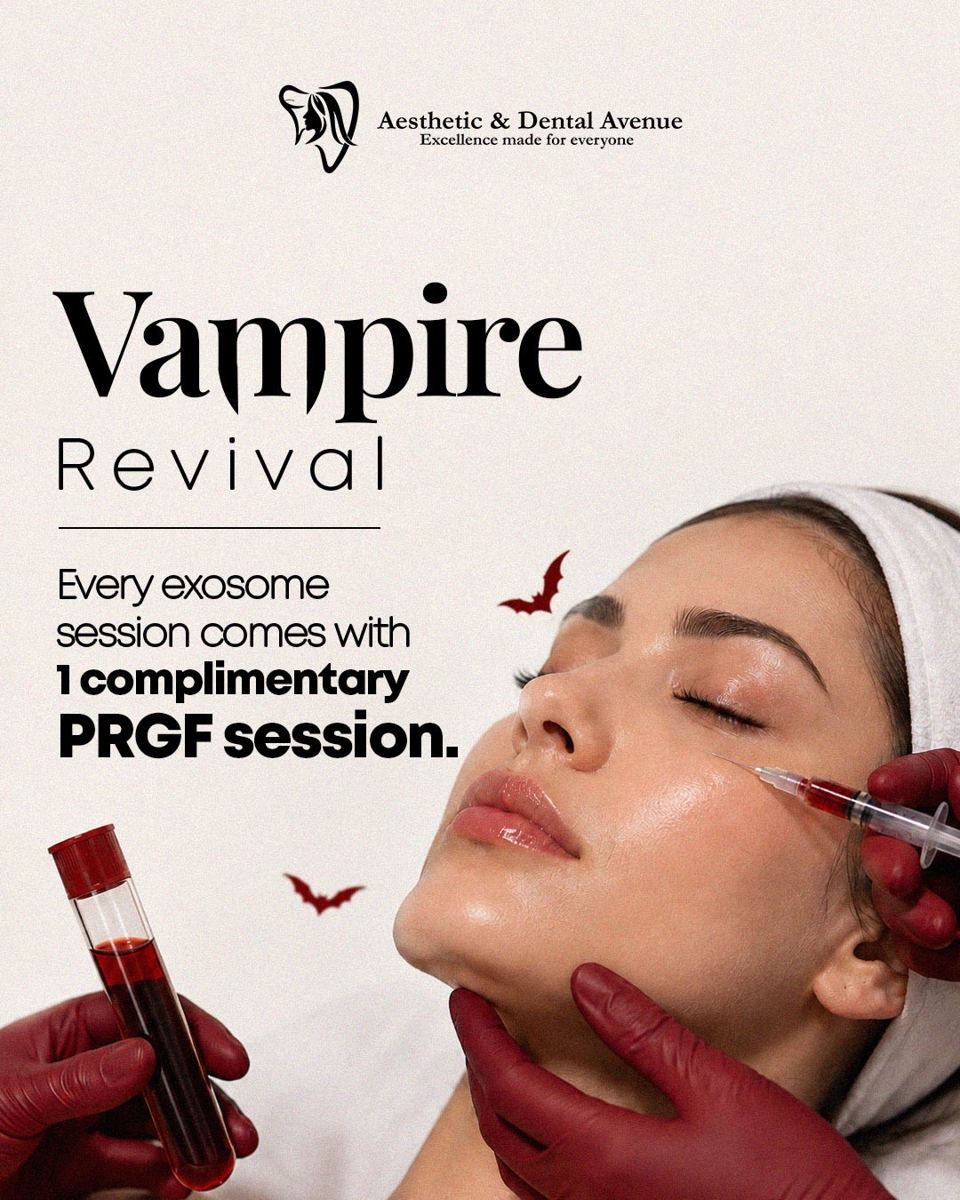 Aesthetic & Dental Avenue
Excellence made for everyone
Vampire
Revival
Every exosome
session comes with
1 complimentary
PRGF session.